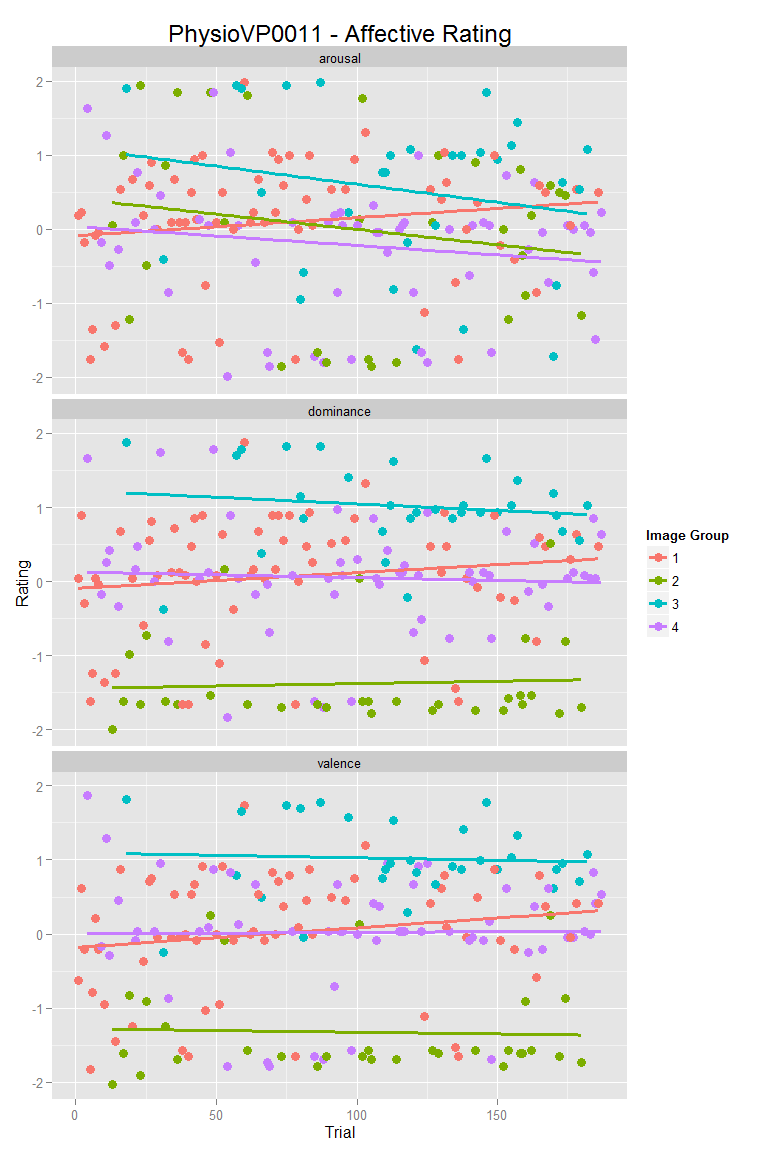 PhysioVP0011 - Affective Rating
arousal
2
1
0
-1
-2
dominance
2
1
0
-1
-2
valence
2
1
0
-1
-2
Rating
0 50 100 150
Trial
Image Group
1
2
3
4